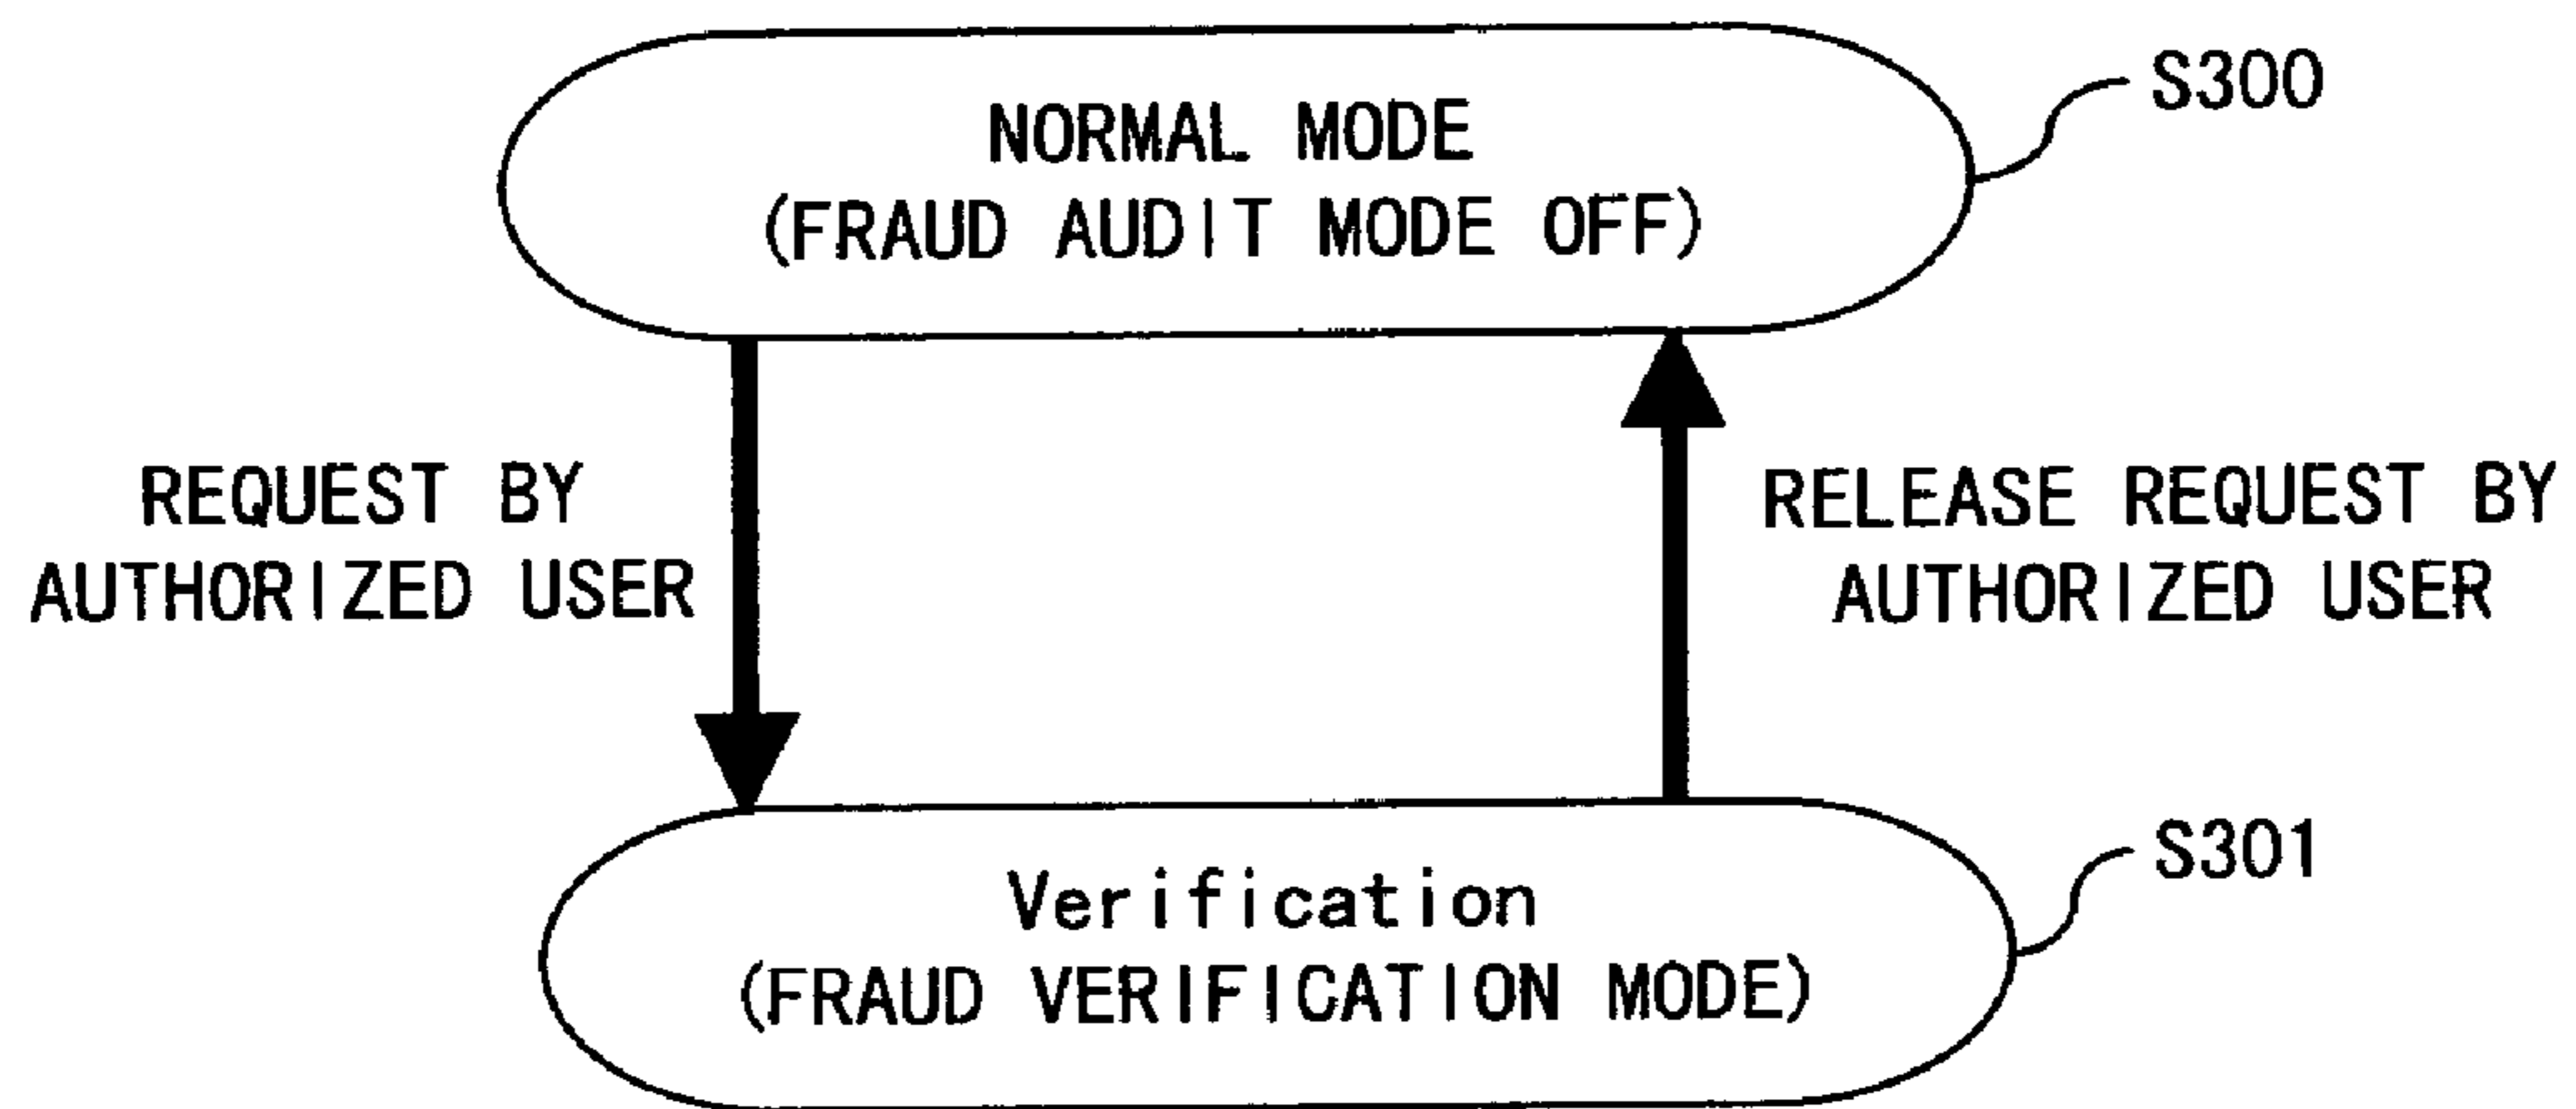 NORMAL MODE
(FRAUD AUDIT MODE OFF)
S300
REQUEST BY
AUTHORIZED USER
RELEASE REQUEST BY
AUTHORIZED USER
Verification
(FRAUD VERIFICATION MODE)
S301